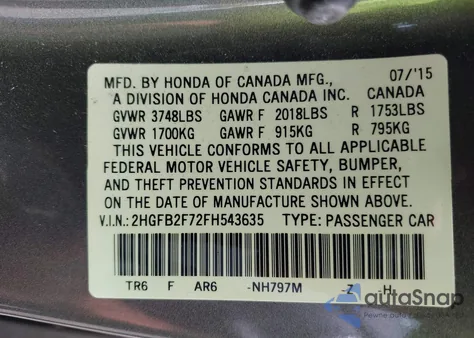 MFD. BY HONDA OF CANADA MFG., 07/'15
A DIVISION OF HONDA CANADA INC. CANADA
GVWR 3748LBS GAWR F 2018LBS R 1753LBS
GVWR 1700KG GAWR F 915KG R 795KG
THIS VEHICLE CONFORMS TO ALL APPLICABLE
FEDERAL MOTOR VEHICLE SAFETY, BUMPER,
AND THEFT PREVENTION STANDARDS IN EFFECT
ON THE DATE OF MANUFACTURE SHOWN ABOVE.
V.I.N.: 2HGFB2F72FH543635 TYPE: PASSENGER CAR
TR6 F AR6 -NH797M -Z -H
autoSnap
Pewne auto